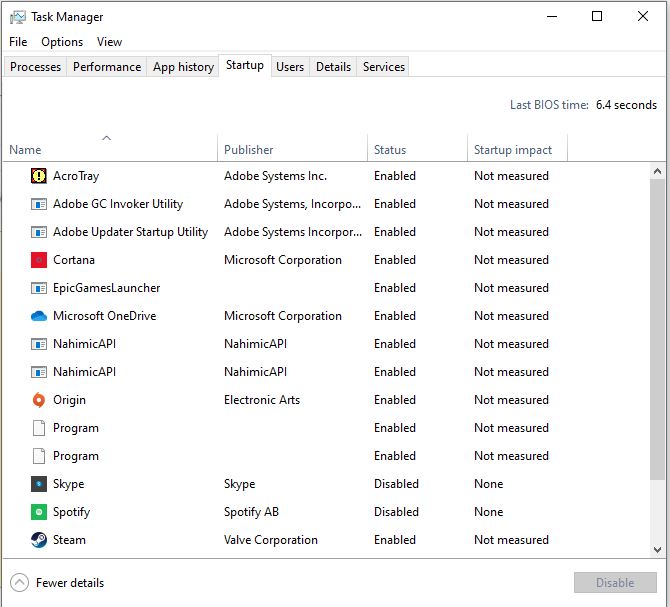 Task Manager
File Options View
Processes Performance App history Startup Users Details Services
Last BIOS time: 6.4 seconds
Name Publisher Status Startup impact
AcroTray Adobe Systems Inc. Enabled Not measured
Adobe GC Invoker Utility Adobe Systems, Incorpo... Enabled Not measured
Adobe Updater Startup Utility Adobe Systems Incorpor... Enabled Not measured
Cortana Microsoft Corporation Enabled Not measured
EpicGamesLauncher Enabled Not measured
Microsoft OneDrive Microsoft Corporation Enabled Not measured
NahimicAPI NahimicAPI Enabled Not measured
NahimicAPI NahimicAPI Enabled Not measured
Origin Electronic Arts Enabled Not measured
Program Enabled Not measured
Program Enabled Not measured
Skype Skype Disabled None
Spotify Spotify AB Disabled None
Steam Valve Corporation Enabled Not measured
Fewer details Disable